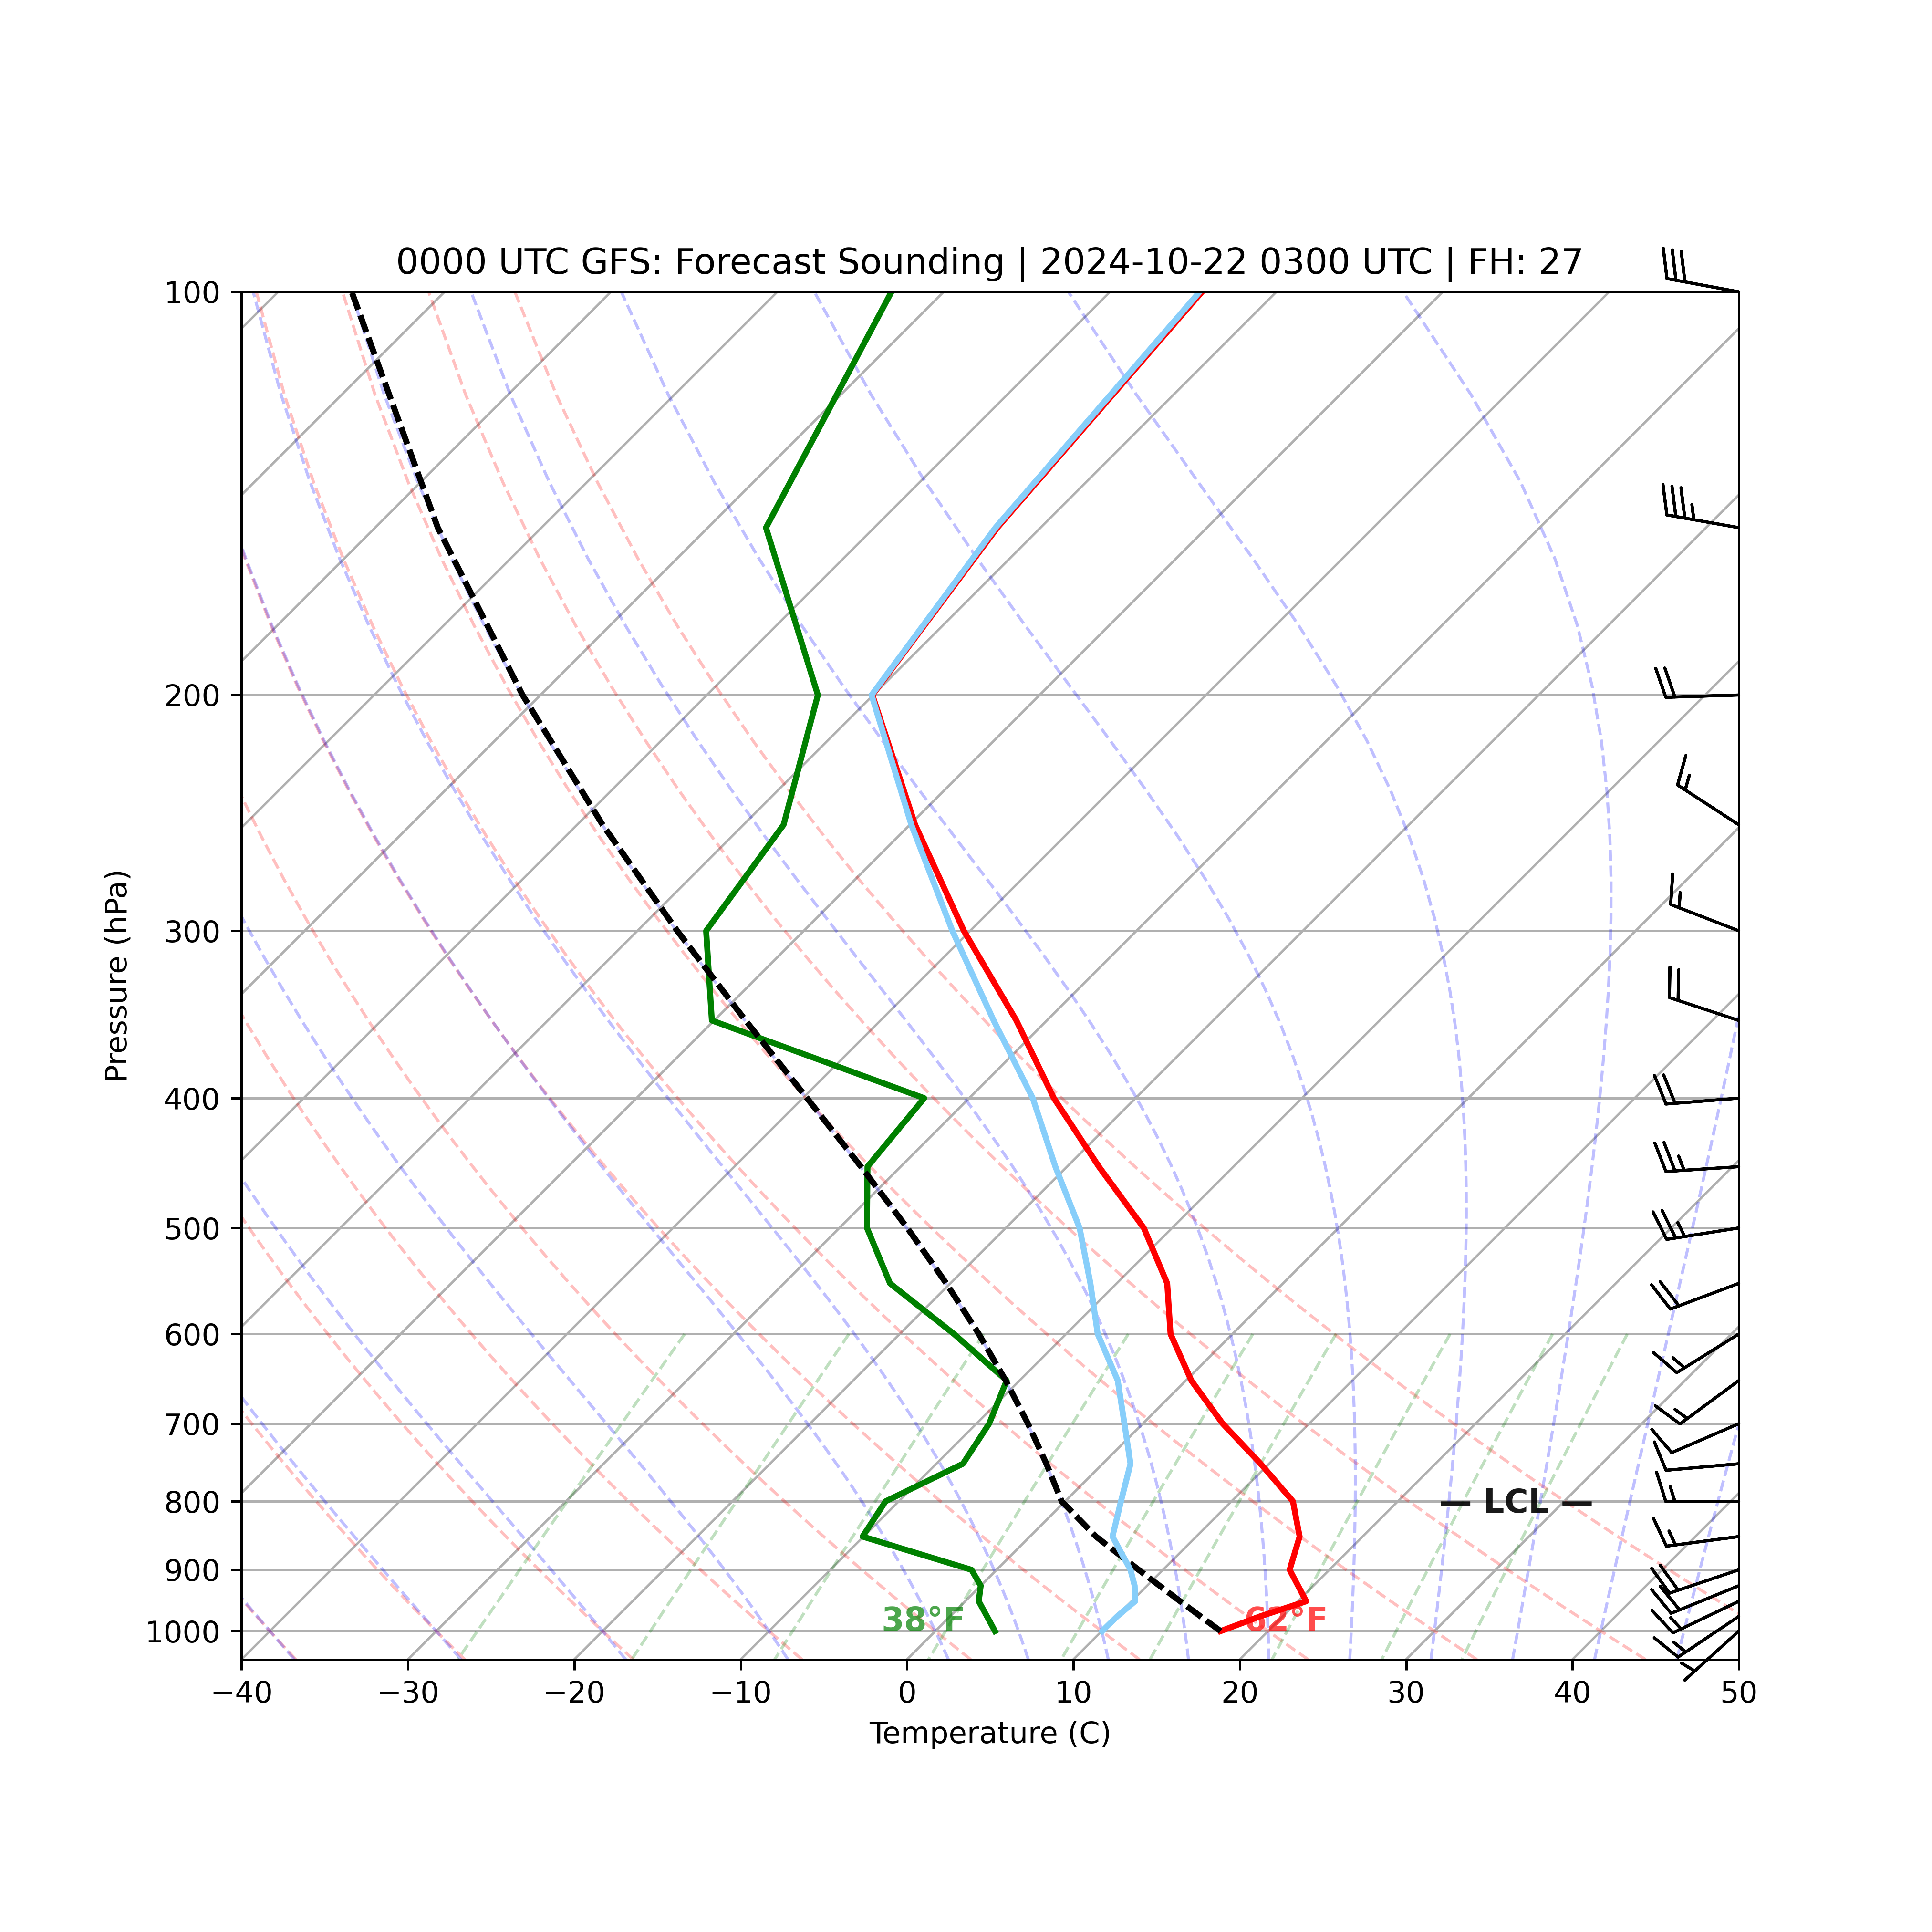 0000 UTC GFS: Forecast Sounding | 2024-10-22 0300 UTC | FH: 27
100
200
300
400
500
600
700
800
900
1000
Pressure (hPa)
— LCL —
38°F
62°F
−40 −30 −20 −10 0 10 20 30 40 50
Temperature (C)